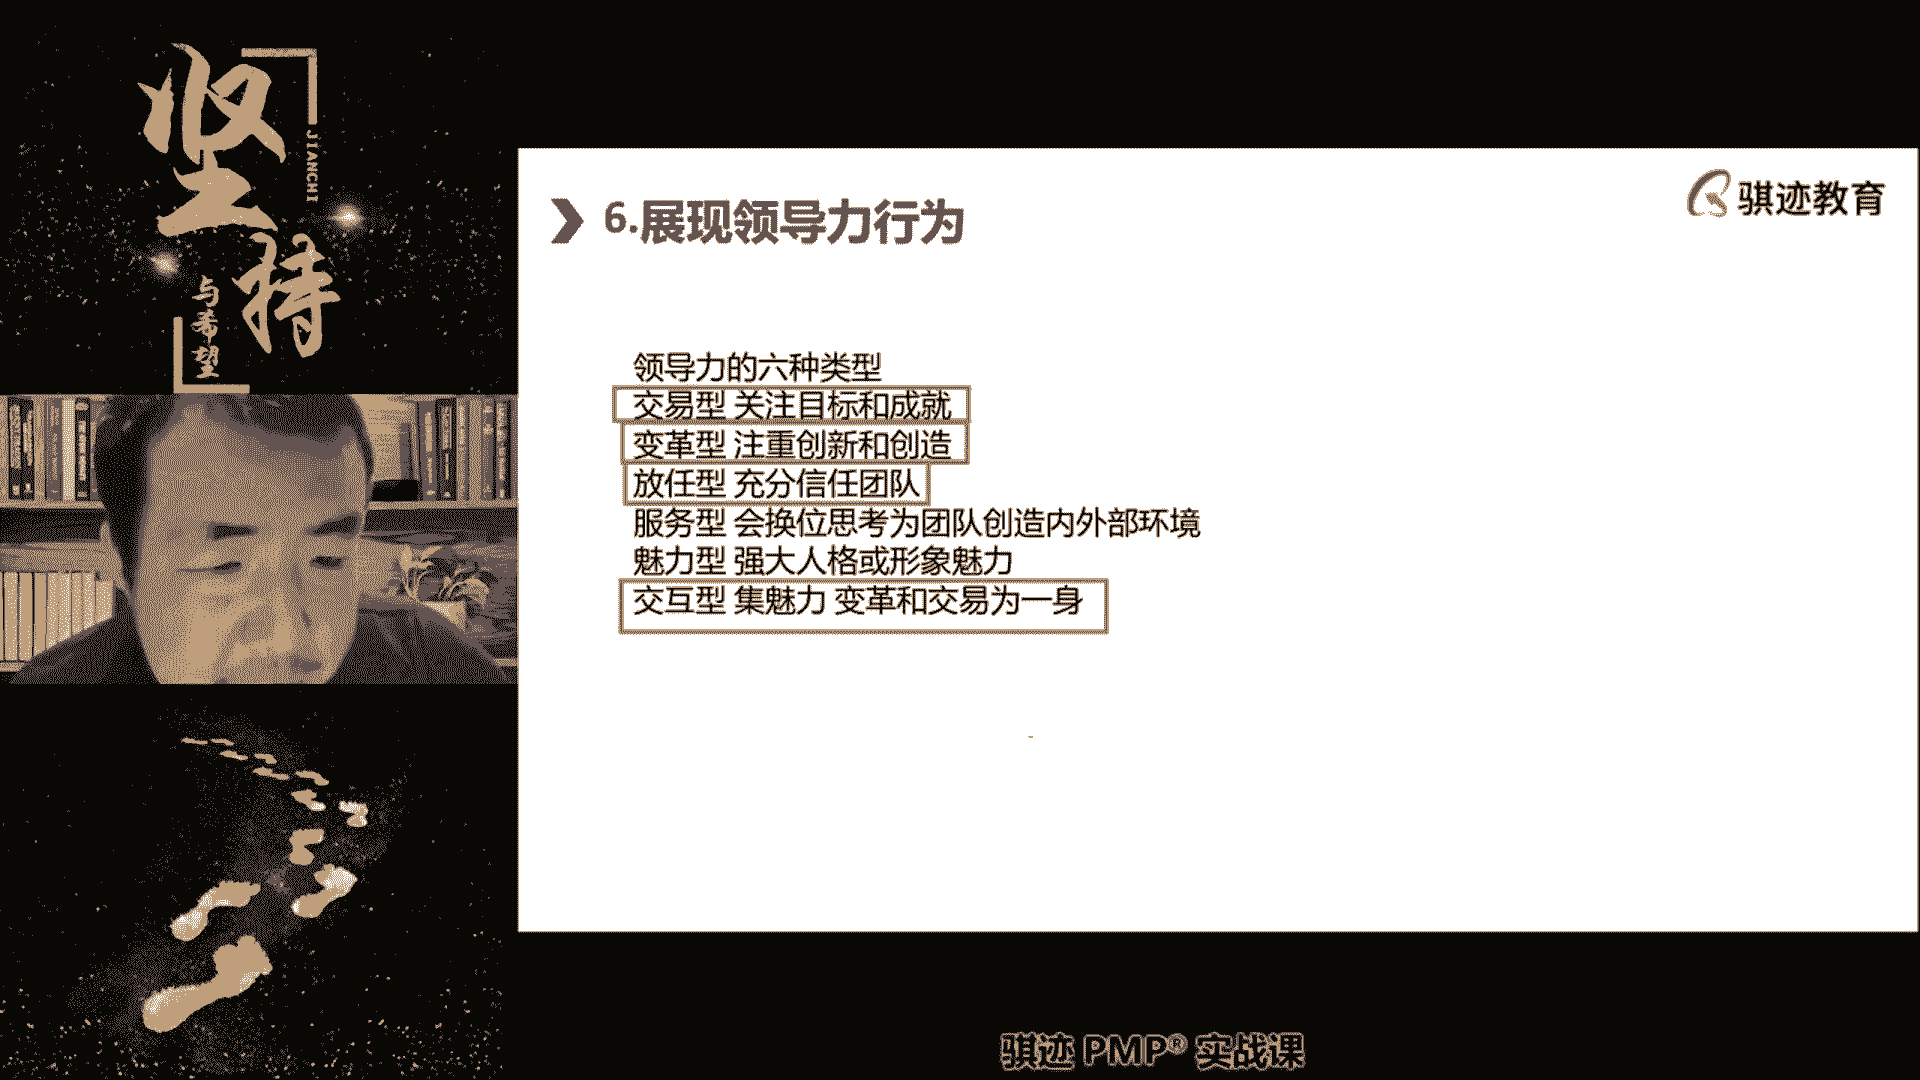 坚持
JIANCHI
与希望
骐迹教育
6.展现领导力行为
领导力的六种类型
交易型 关注目标和成就
变革型 注重创新和创造
放任型 充分信任团队
服务型 会换位思考为团队创造内外部环境
魅力型 强大人格或形象魅力
交互型 集魅力 变革和交易为一身
骐迹 PMP® 实战课